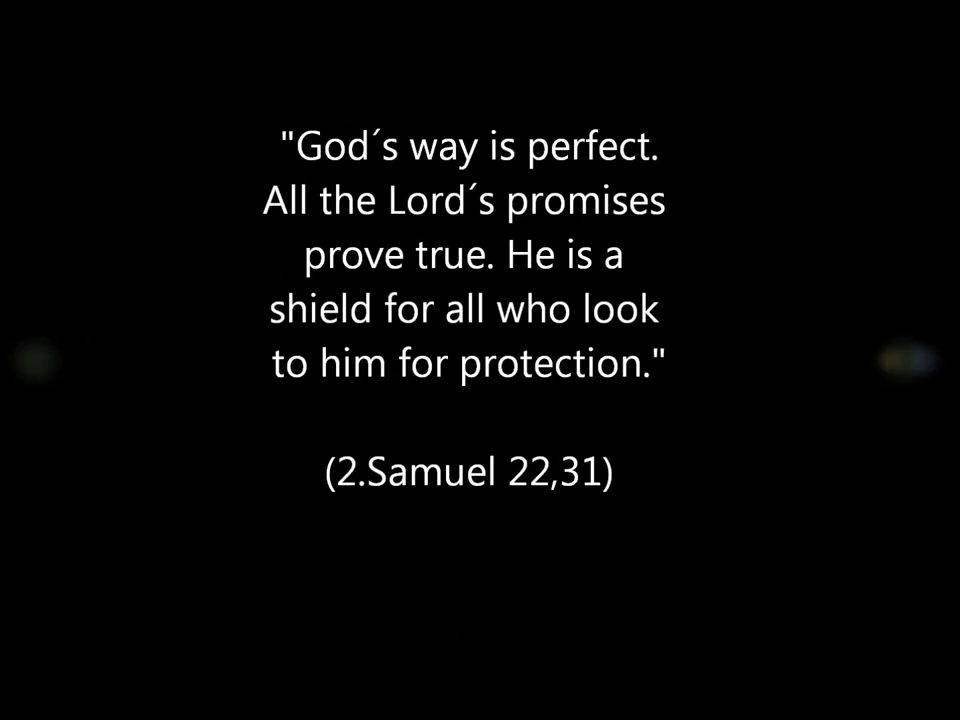 "God´s way is perfect.
All the Lord´s promises
prove true. He is a
shield for all who look
to him for protection."
(2.Samuel 22,31)